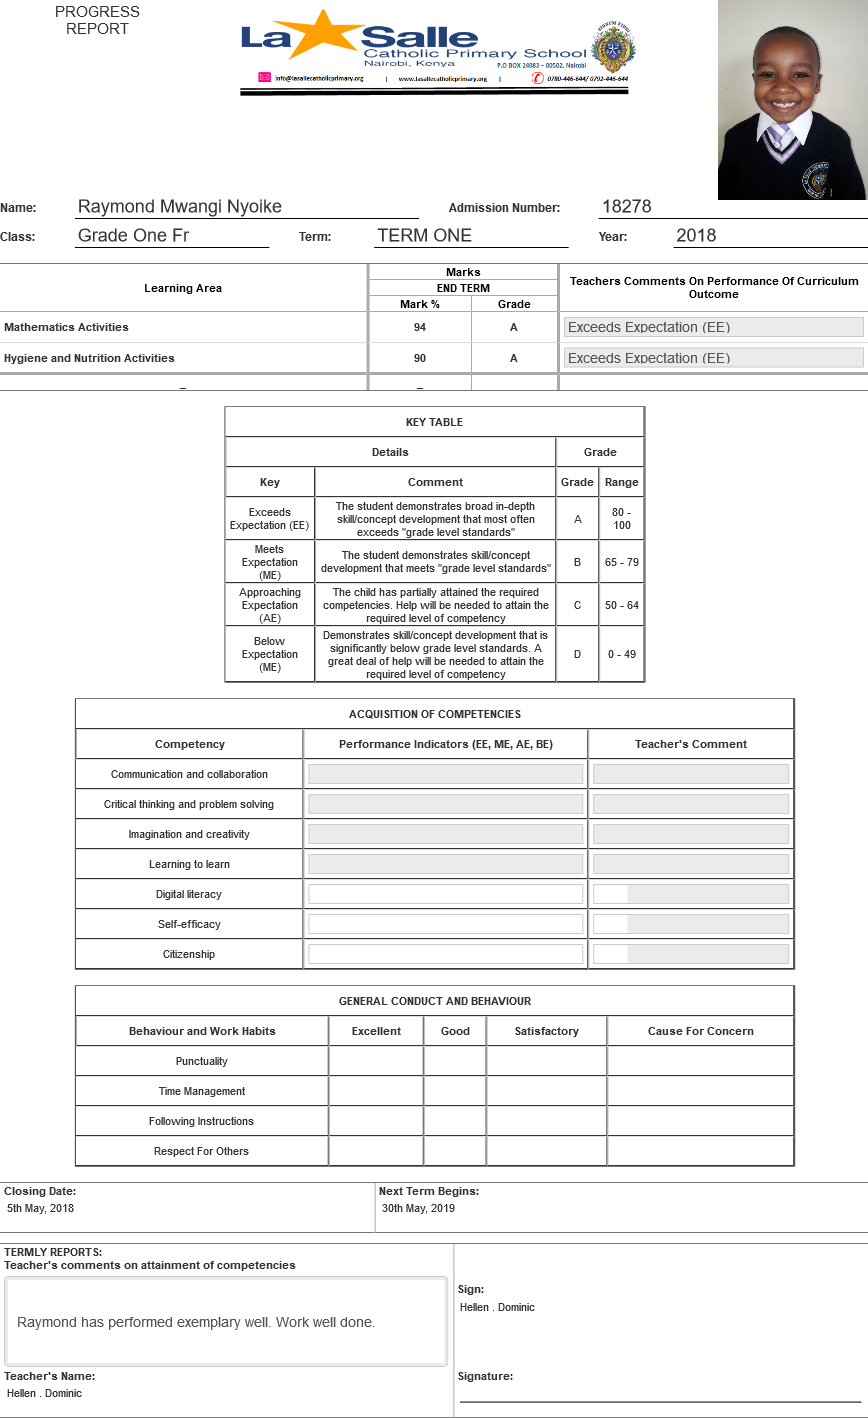 PROGRESS
REPORT
La Salle
Catholic Primary School
Nairobi, Kenya
P.O BOX 24083 – 00502, Nairobi
info@lasallecatholicprimary.org | www.lasallecatholicprimary.org | 0780-446-644/ 0792-446-644
Name: Raymond Mwangi Nyoike Admission Number: 18278
Class: Grade One Fr Term: TERM ONE Year: 2018
Learning Area Marks Teachers Comments On Performance Of Curriculum Outcome
END TERM
Mark % Grade
Mathematics Activities 94 A Exceeds Expectation (EE)
Hygiene and Nutrition Activities 90 A Exceeds Expectation (EE)
_ _
KEY TABLE
Details Grade
Key Comment Grade Range
Exceeds Expectation (EE) The student demonstrates broad in-depth skill/concept development that most often exceeds "grade level standards" A 80 - 100
Meets Expectation (ME) The student demonstrates skill/concept development that meets "grade level standards" B 65 - 79
Approaching Expectation (AE) The child has partially attained the required competencies. Help will be needed to attain the required level of competency C 50 - 64
Below Expectation (ME) Demonstrates skill/concept development that is significantly below grade level standards. A great deal of help will be needed to attain the required level of competency D 0 - 49
ACQUISITION OF COMPETENCIES
Competency Performance Indicators (EE, ME, AE, BE) Teacher's Comment
Communication and collaboration
Critical thinking and problem solving
Imagination and creativity
Learning to learn
Digital literacy
Self-efficacy
Citizenship
GENERAL CONDUCT AND BEHAVIOUR
Behaviour and Work Habits Excellent Good Satisfactory Cause For Concern
Punctuality
Time Management
Following Instructions
Respect For Others
Closing Date: Next Term Begins:
5th May, 2018 30th May, 2019
TERMLY REPORTS:
Teacher's comments on attainment of competencies
Raymond has performed exemplary well. Work well done.
Sign:
Hellen . Dominic
Teacher's Name: Signature:
Hellen . Dominic